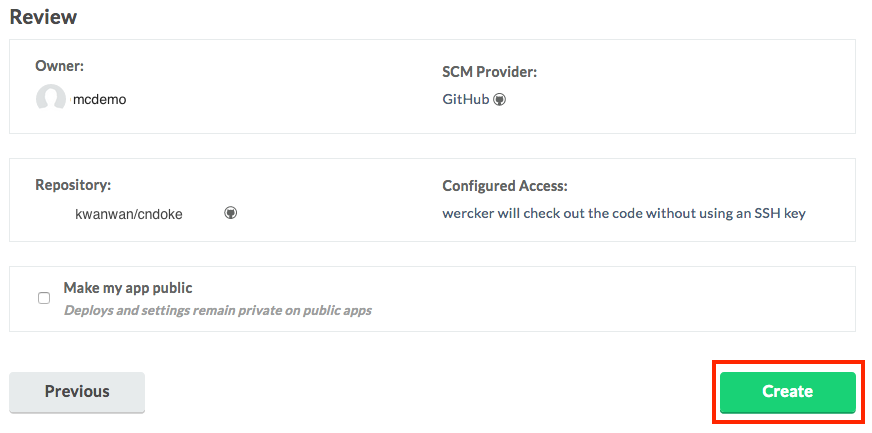 Review
Owner:
mcdemo
SCM Provider:
GitHub
Repository:
kwanwan/cndoke
Configured Access:
wercker will check out the code without using an SSH key
Make my app public
Deploys and settings remain private on public apps
Previous
Create